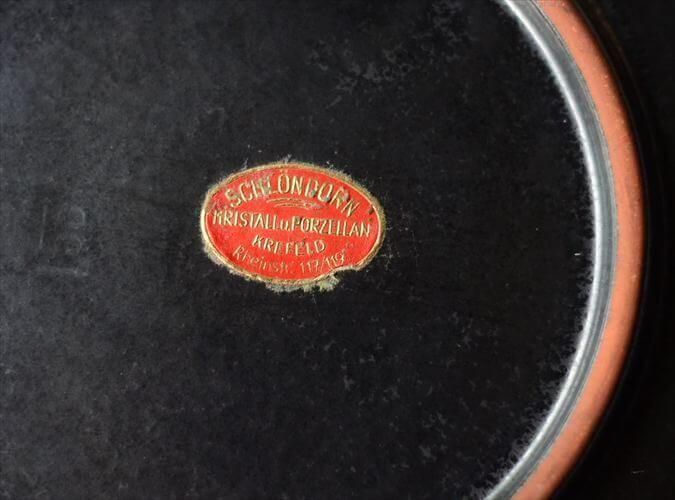 SCHLÖNDORN
KRISTALL u. PORZELLAN
KREFELD
Rheinstr. 117/119